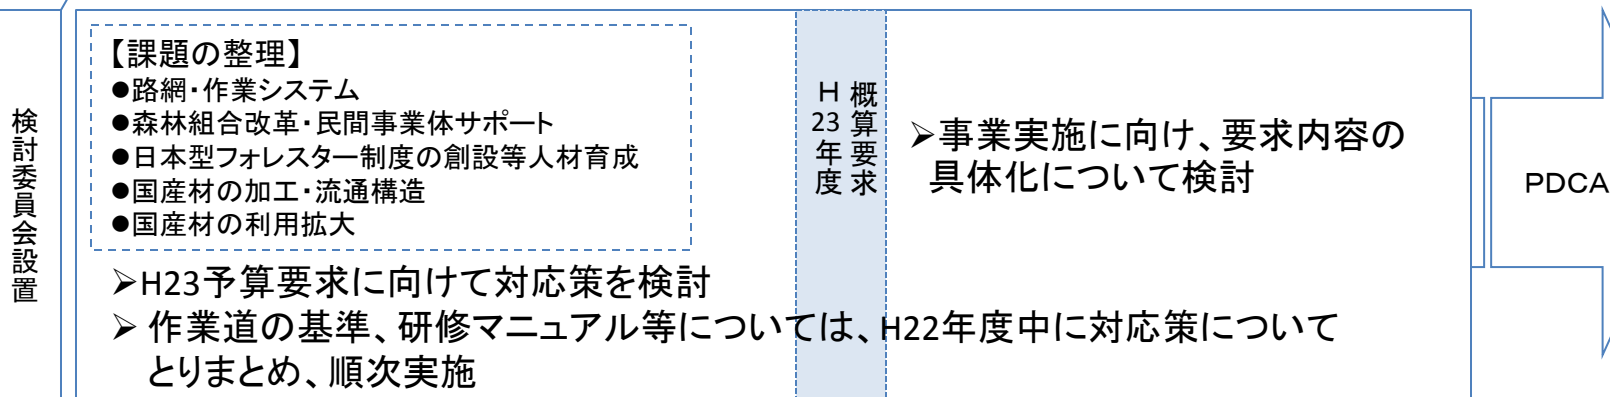 検討委員会設置
【課題の整理】
●路網・作業システム
●森林組合改革・民間事業体サポート
●日本型フォレスター制度の創設等人材育成
●国産材の加工・流通構造
●国産材の利用拡大
➢H23予算要求に向けて対応策を検討
➢ 作業道の基準、研修マニュアル等については、H22年度中に対応策について
とりまとめ、順次実施
概算要求
H23年度
➢事業実施に向け、要求内容の
具体化について検討
PDCA